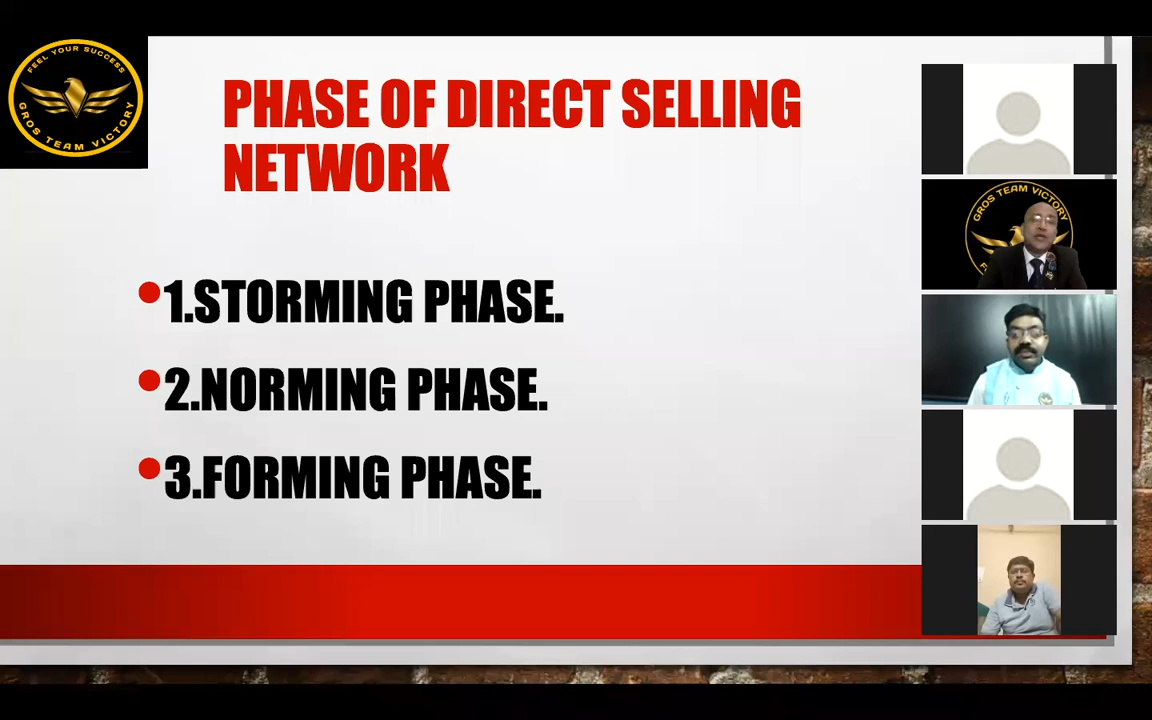 FEEL YOUR SUCCESS
GROS TEAM VICTORY
PHASE OF DIRECT SELLING
NETWORK
1.STORMING PHASE.
2.NORMING PHASE.
3.FORMING PHASE.
GROS TEAM VICTORY